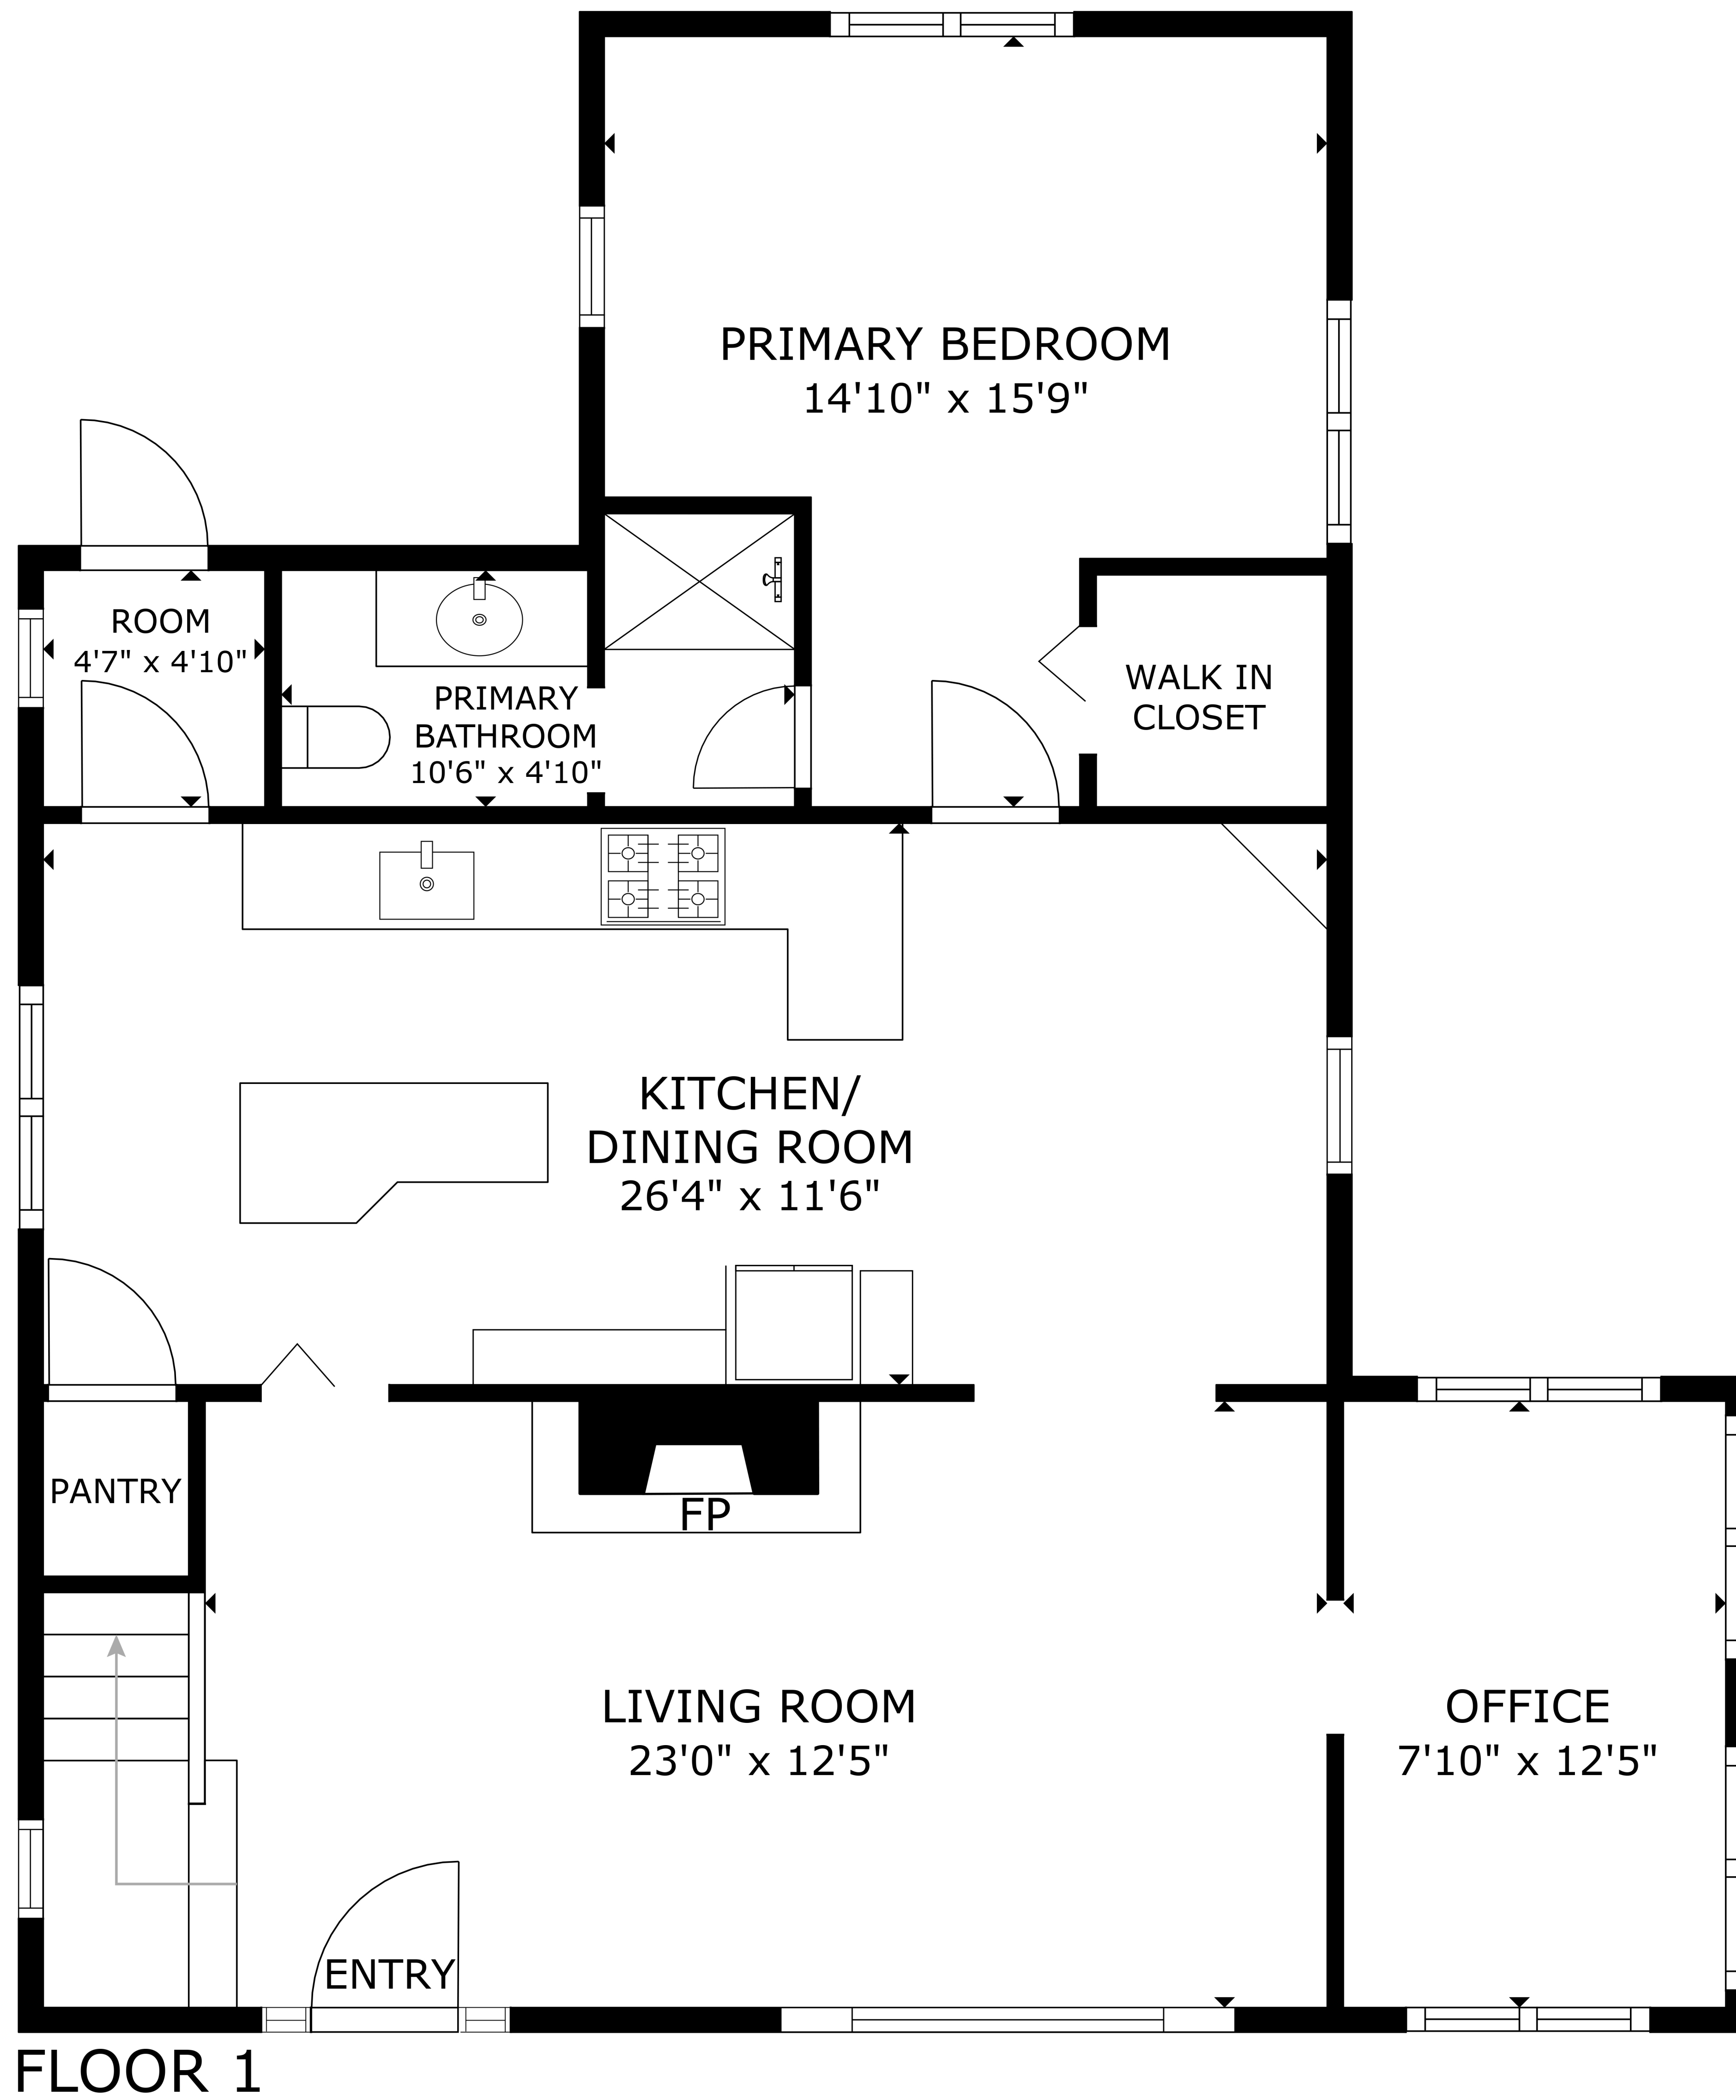 PRIMARY BEDROOM
14'10" x 15'9"
ROOM
4'7" x 4'10"
PRIMARY
BATHROOM
10'6" x 4'10"
WALK IN
CLOSET
KITCHEN/
DINING ROOM
26'4" x 11'6"
PANTRY
FP
LIVING ROOM
23'0" x 12'5"
OFFICE
7'10" x 12'5"
ENTRY
FLOOR 1